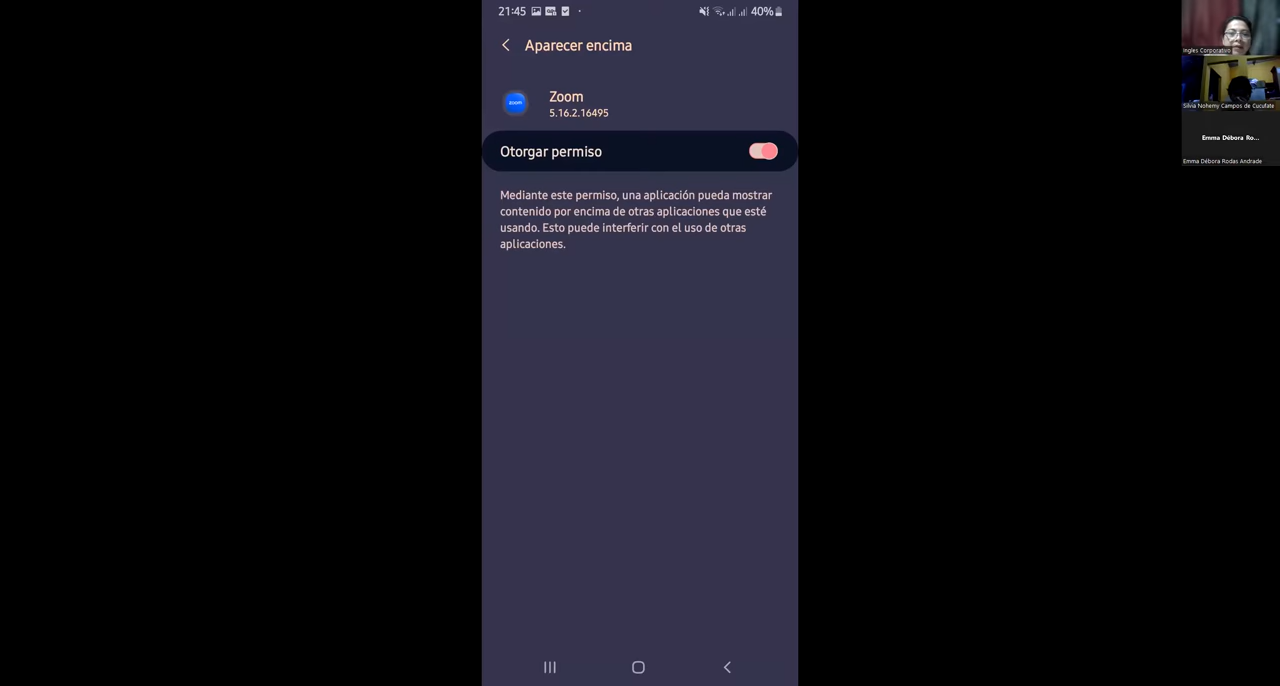 21:45
40%
Aparecer encima
zoom
Zoom
5.16.2.16495
Otorgar permiso
Mediante este permiso, una aplicación pueda mostrar
contenido por encima de otras aplicaciones que esté
usando. Esto puede interferir con el uso de otras
aplicaciones.
Ingles Corporativo
Silvia Nohemy Campos de Cucufate
Emma Débora Ro...
Emma Débora Rodas Andrade